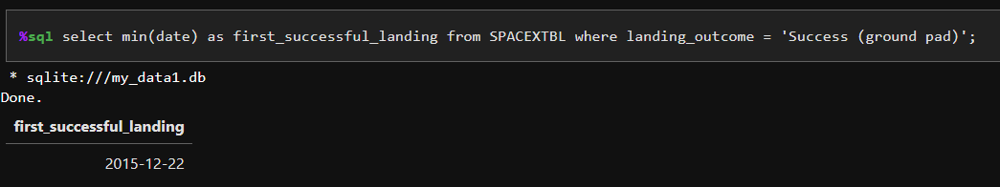 %sql select min(date) as first_successful_landing from SPACEXTBL where landing_outcome = 'Success (ground pad)';
* sqlite:///my_data1.db
Done.
first_successful_landing
2015-12-22